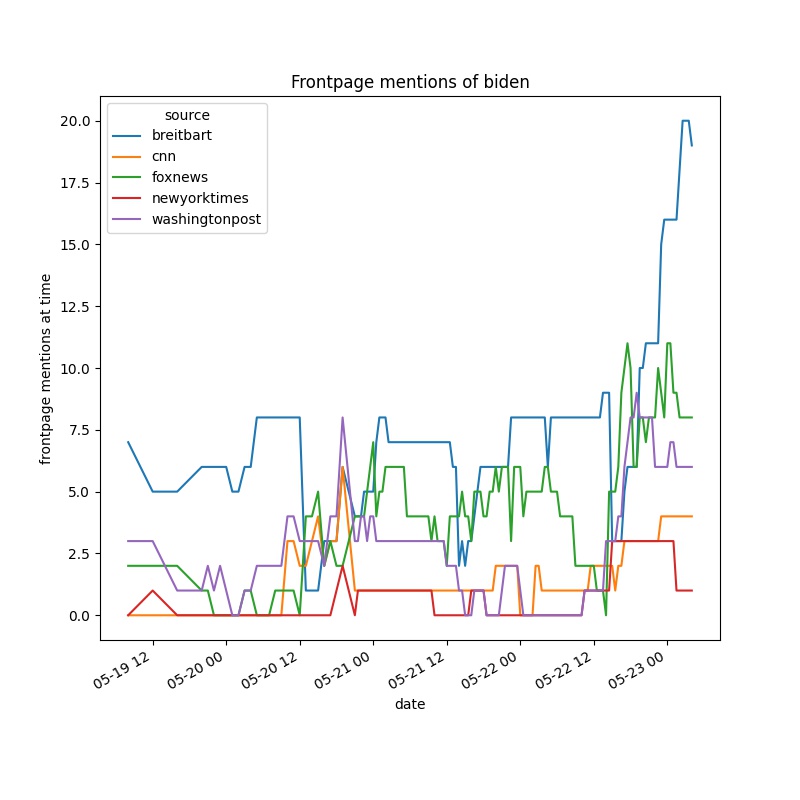 Frontpage mentions of biden
source
breitbart
cnn
foxnews
newyorktimes
washingtonpost
20.0
17.5
15.0
12.5
10.0
7.5
5.0
2.5
0.0
frontpage mentions at time
05-19 12
05-20 00
05-20 12
05-21 00
05-21 12
05-22 00
05-22 12
05-23 00
date